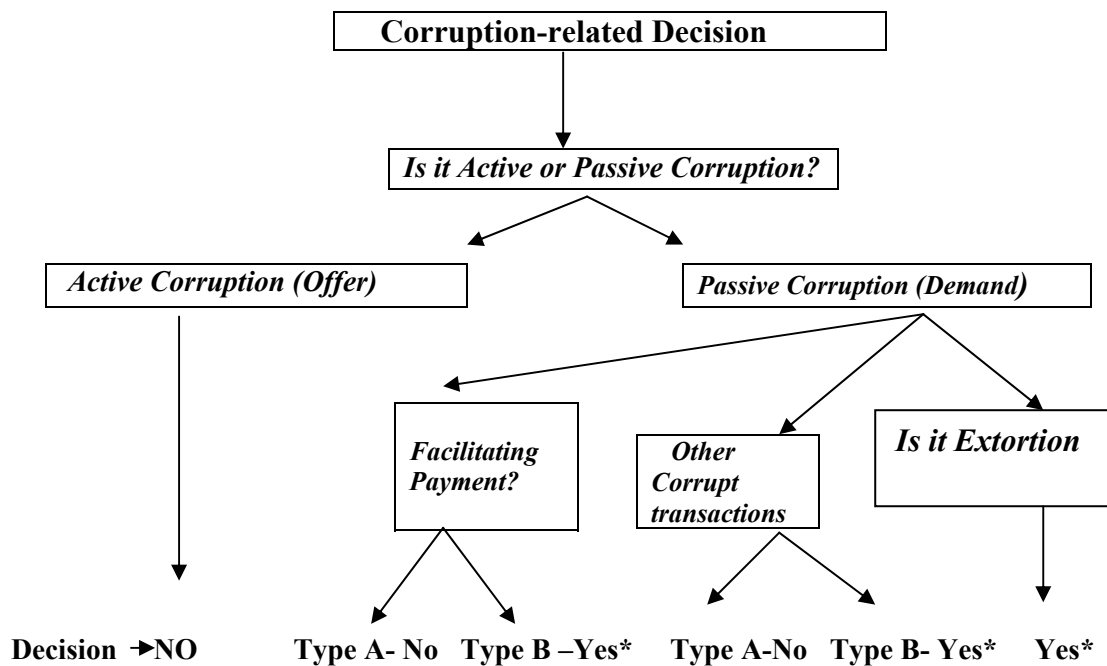 Corruption-related Decision
Is it Active or Passive Corruption?
Active Corruption (Offer)
Passive Corruption (Demand)
Facilitating
Payment?
Other
Corrupt
transactions
Is it Extortion
Decision →NO
Type A- No
Type B –Yes*
Type A-No
Type B- Yes*
Yes*